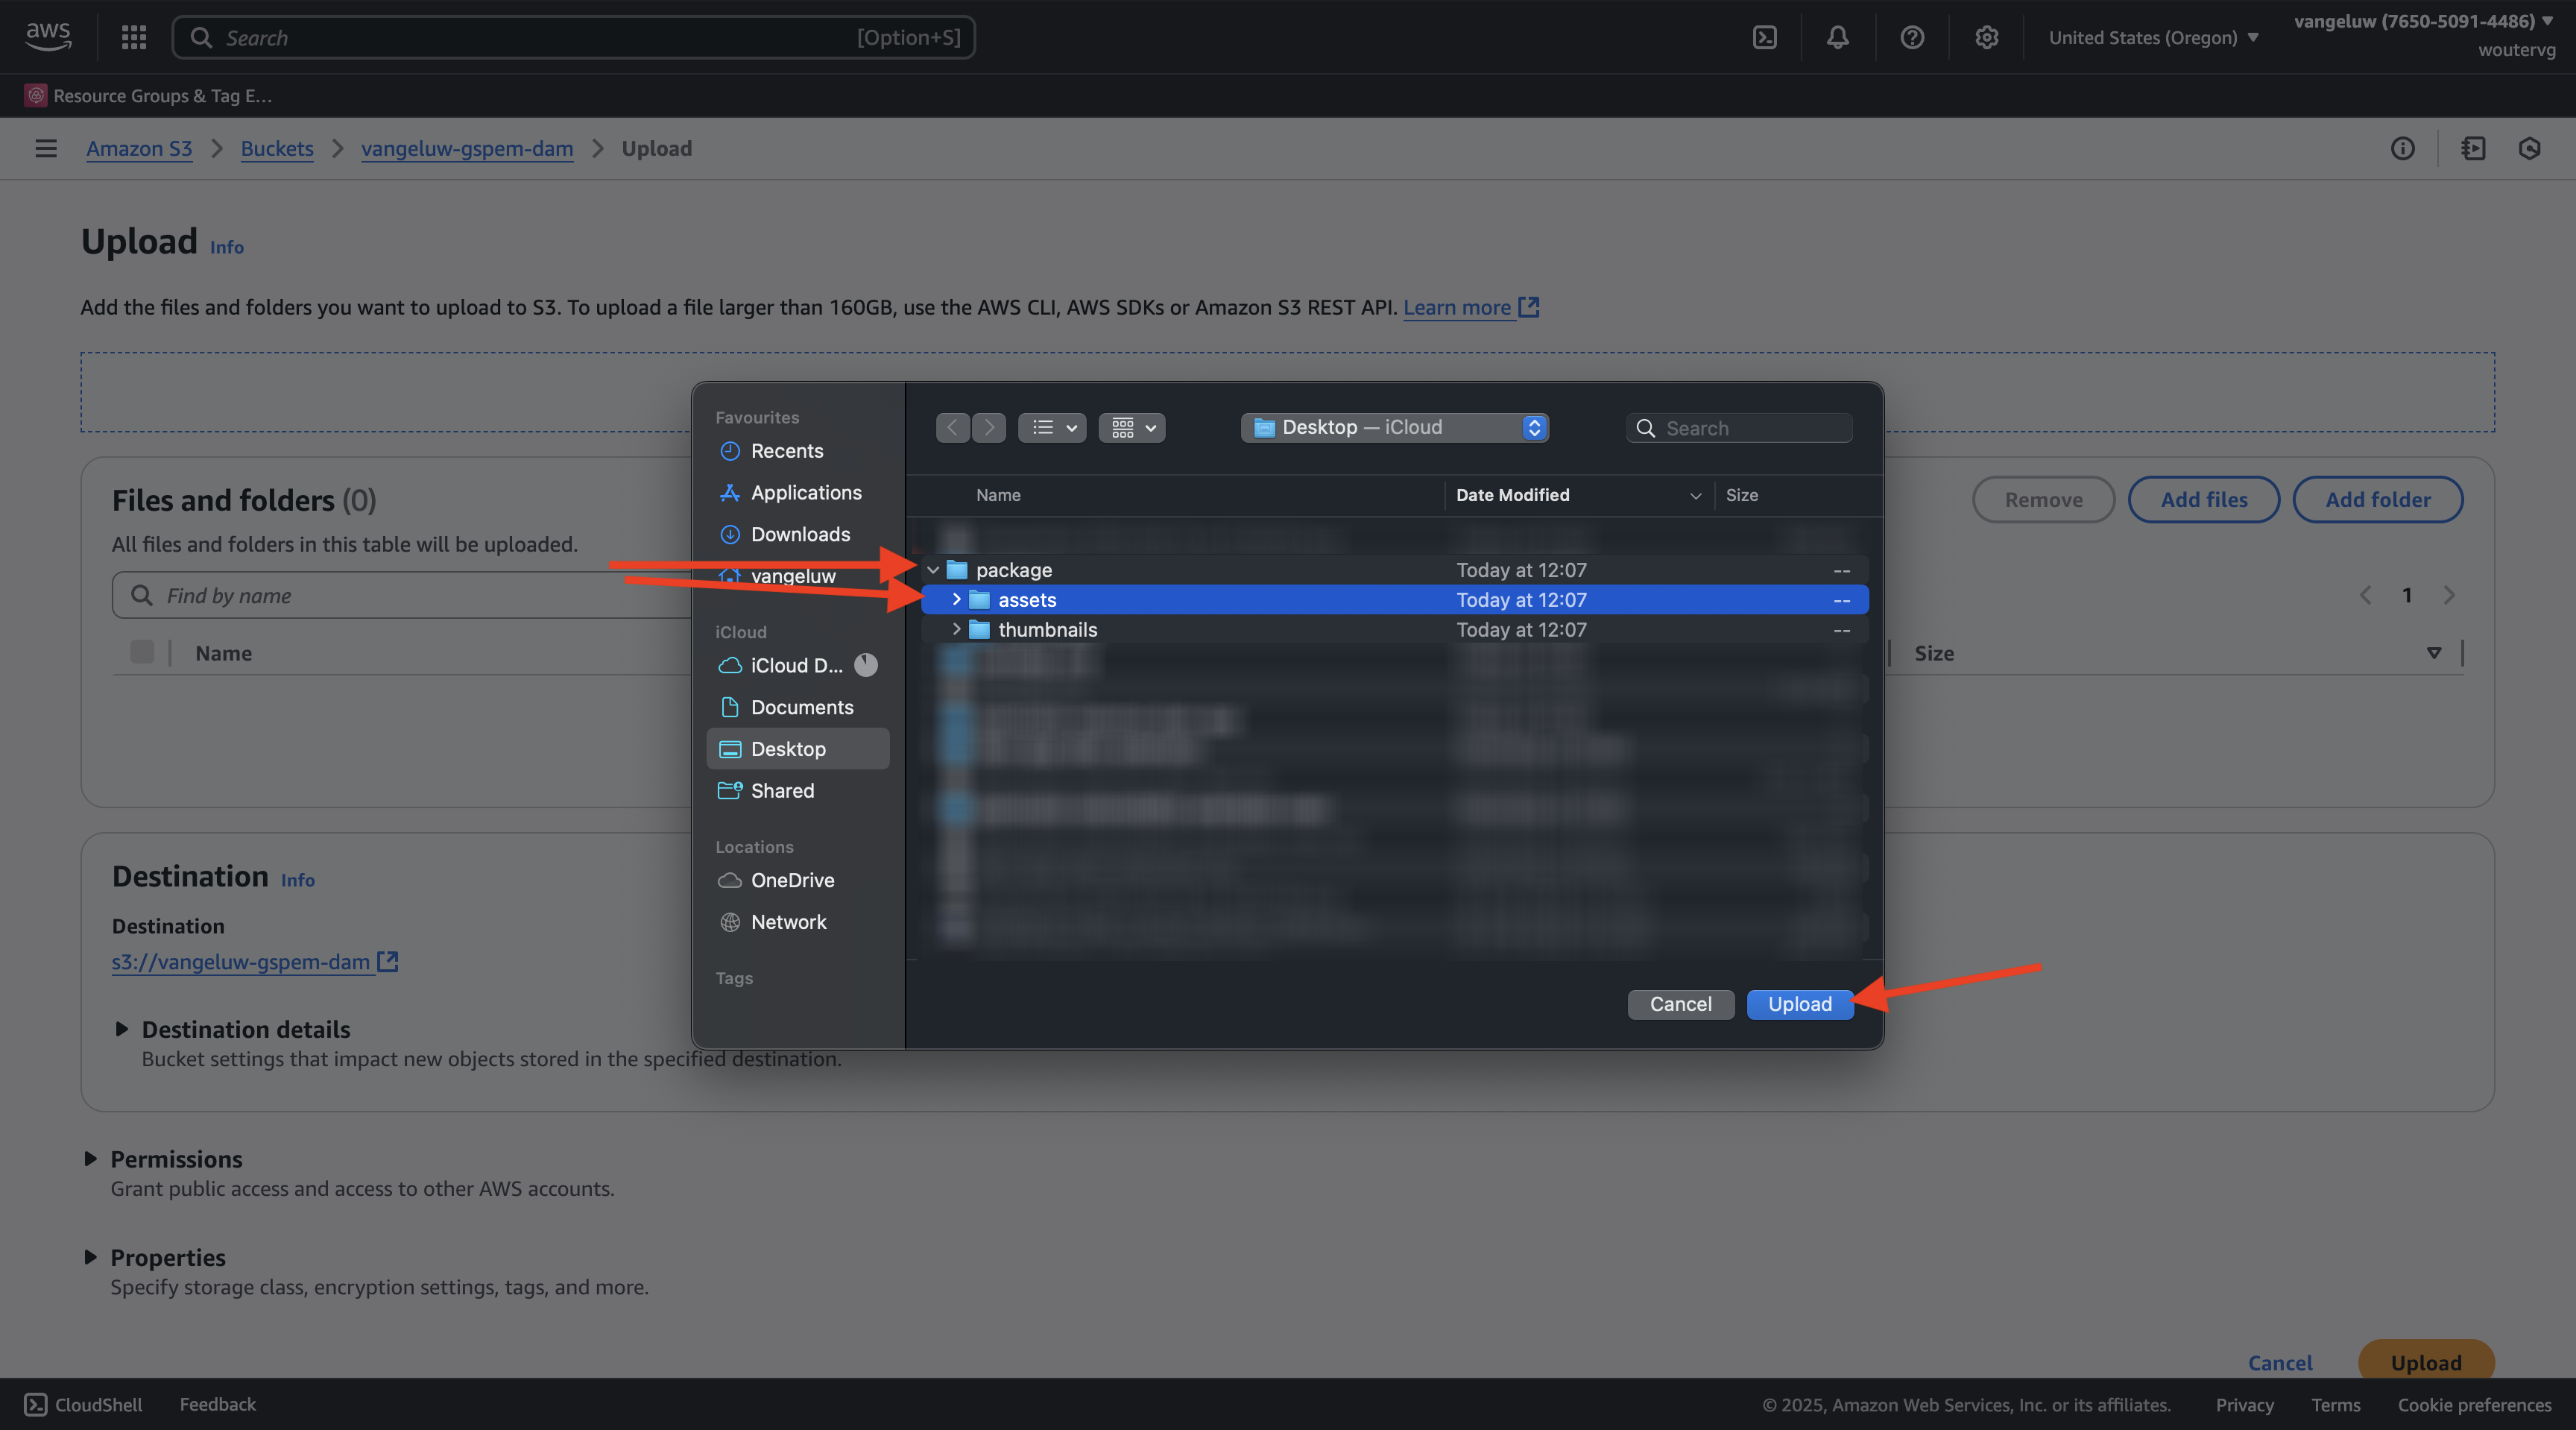 aws
Search [Option+S]
United States (Oregon)
vangeluw (7650-5091-4486)
woutervg
Resource Groups & Tag E...
Amazon S3 Buckets vangeluw-gspem-dam Upload
Upload Info
Add the files and folders you want to upload to S3. To upload a file larger than 160GB, use the AWS CLI, AWS SDKs or Amazon S3 REST API. Learn more
Files and folders (0)
All files and folders in this table will be uploaded.
Remove Add files Add folder
Find by name
1
Name Size
Favourites
Recents
Applications
Downloads
vangeluw
iCloud
iCloud D...
Documents
Desktop
Shared
Locations
OneDrive
Network
Tags
Desktop — iCloud
Search
Name Date Modified Size
package Today at 12:07 --
assets Today at 12:07 --
thumbnails Today at 12:07 --
Cancel Upload
Destination Info
Destination
s3://vangeluw-gspem-dam
Destination details
Bucket settings that impact new objects stored in the specified destination.
Permissions
Grant public access and access to other AWS accounts.
Properties
Specify storage class, encryption settings, tags, and more.
Cancel Upload
CloudShell Feedback
© 2025, Amazon Web Services, Inc. or its affiliates. Privacy Terms Cookie preferences